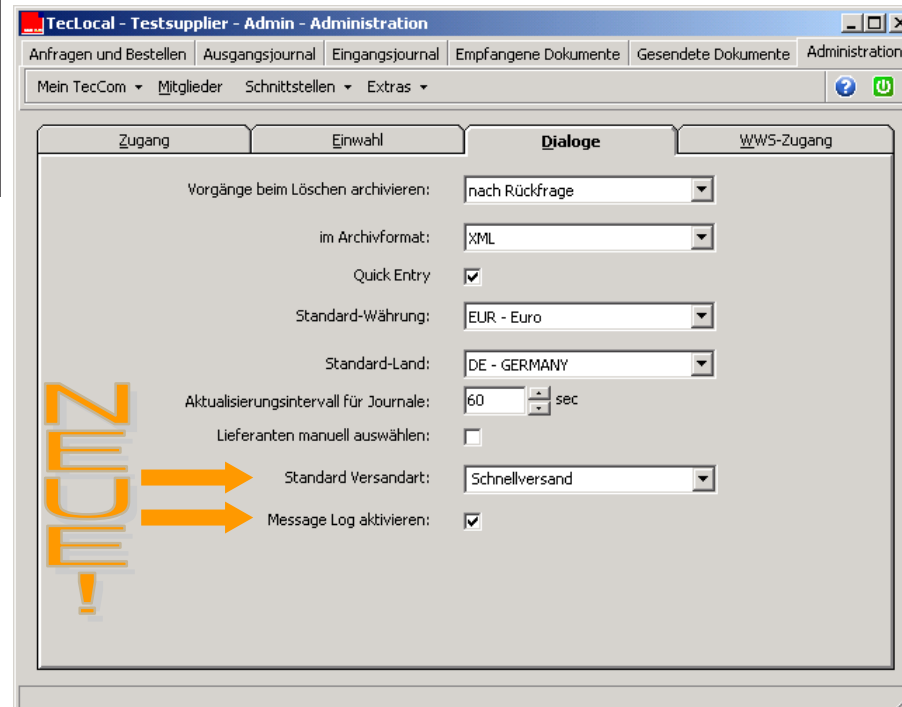 TecLocal - Testsupplier - Admin - Administration
Anfragen und Bestellen Ausgangsjournal Eingangsjournal Empfangene Dokumente Gesendete Dokumente Administration
Mein TecCom Mitglieder Schnittstellen Extras
Zugang Einwahl Dialoge WWS-Zugang
Vorgänge beim Löschen archivieren: nach Rückfrage
im Archivformat: XML
Quick Entry
Standard-Währung: EUR - Euro
Standard-Land: DE - GERMANY
Aktualisierungsintervall für Journale: 60 sec
Lieferanten manuell auswählen:
Standard Versandart: Schnellversand
Message Log aktivieren:
NEUE!